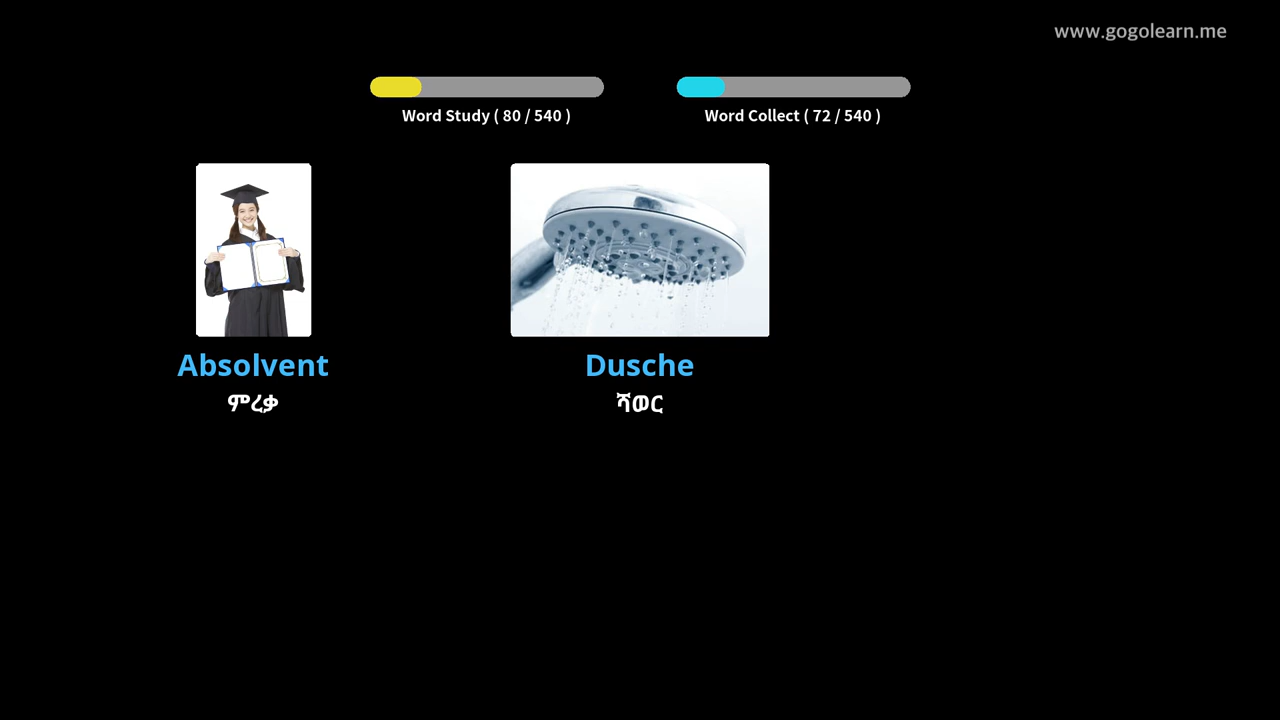 www.gogolearn.me
Word Study ( 80 / 540 )
Word Collect ( 72 / 540 )
Absolvent
ምረቃ
Dusche
ሻወር